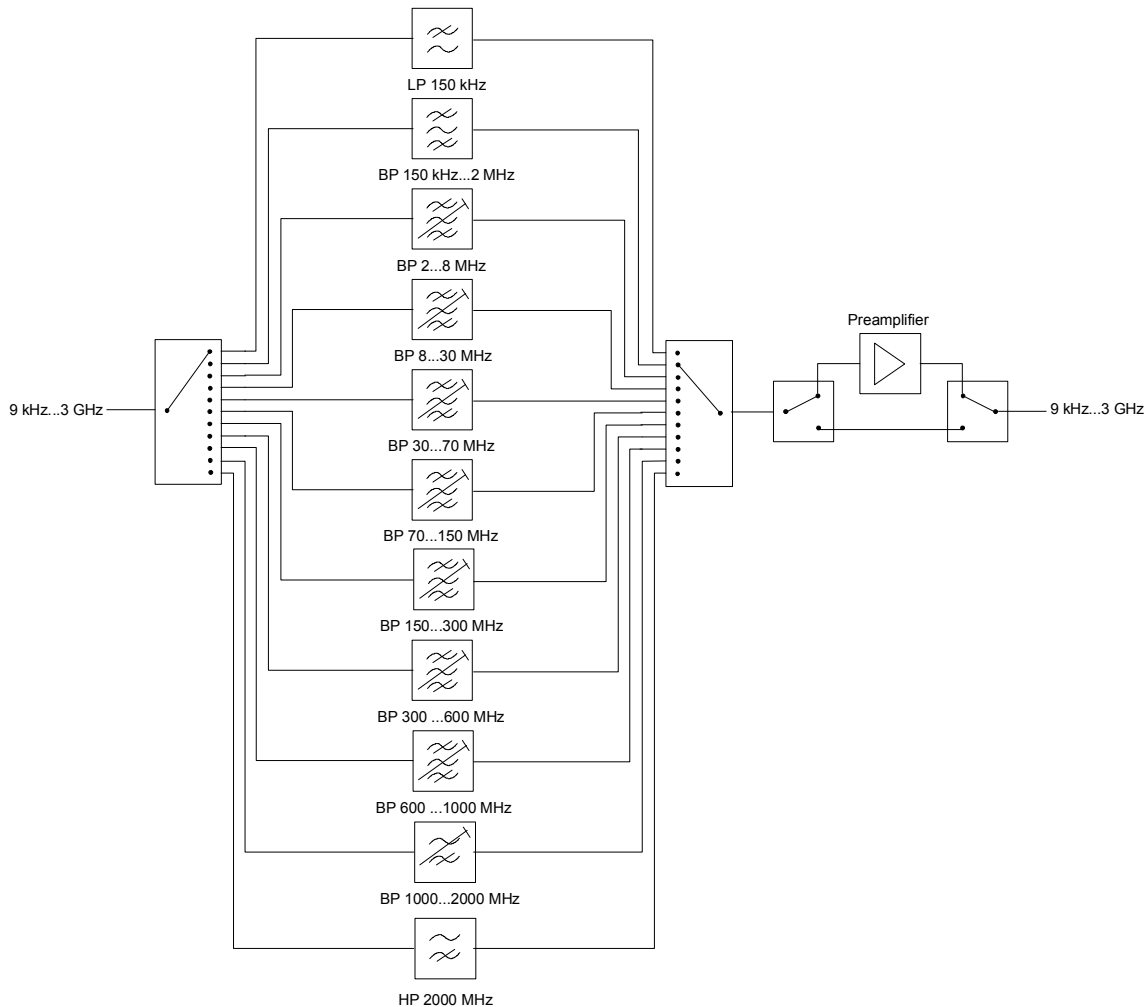 LP 150 kHz
BP 150 kHz...2 MHz
BP 2...8 MHz
BP 8...30 MHz
Preamplifier
9 kHz...3 GHz
9 kHz...3 GHz
BP 30...70 MHz
BP 70...150 MHz
BP 150...300 MHz
BP 300 ...600 MHz
BP 600 ...1000 MHz
BP 1000...2000 MHz
HP 2000 MHz